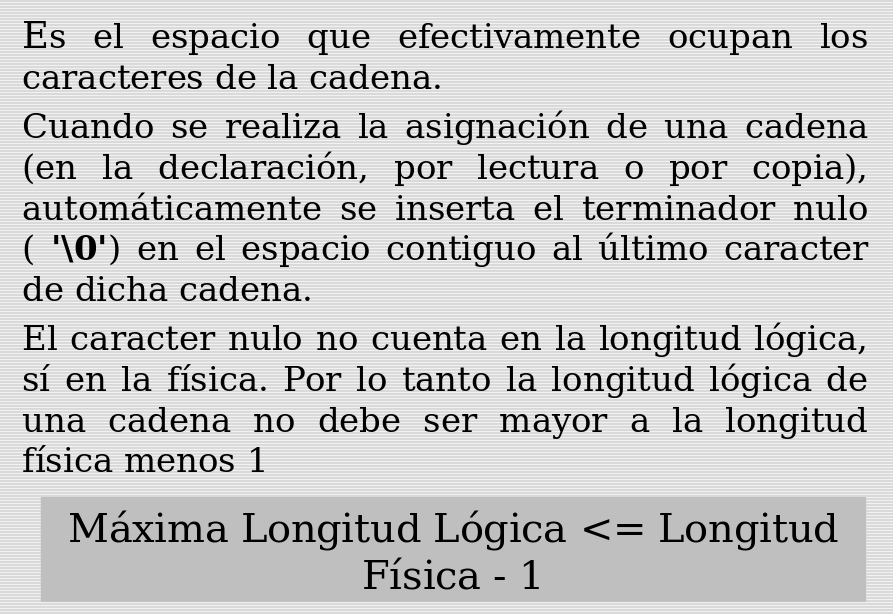 Es el espacio que efectivamente ocupan los
caracteres de la cadena.
Cuando se realiza la asignación de una cadena
(en la declaración, por lectura o por copia),
automáticamente se inserta el terminador nulo
( '\0') en el espacio contiguo al último caracter
de dicha cadena.
El caracter nulo no cuenta en la longitud lógica,
sí en la física. Por lo tanto la longitud lógica de
una cadena no debe ser mayor a la longitud
física menos 1
Máxima Longitud Lógica <= Longitud
Física - 1